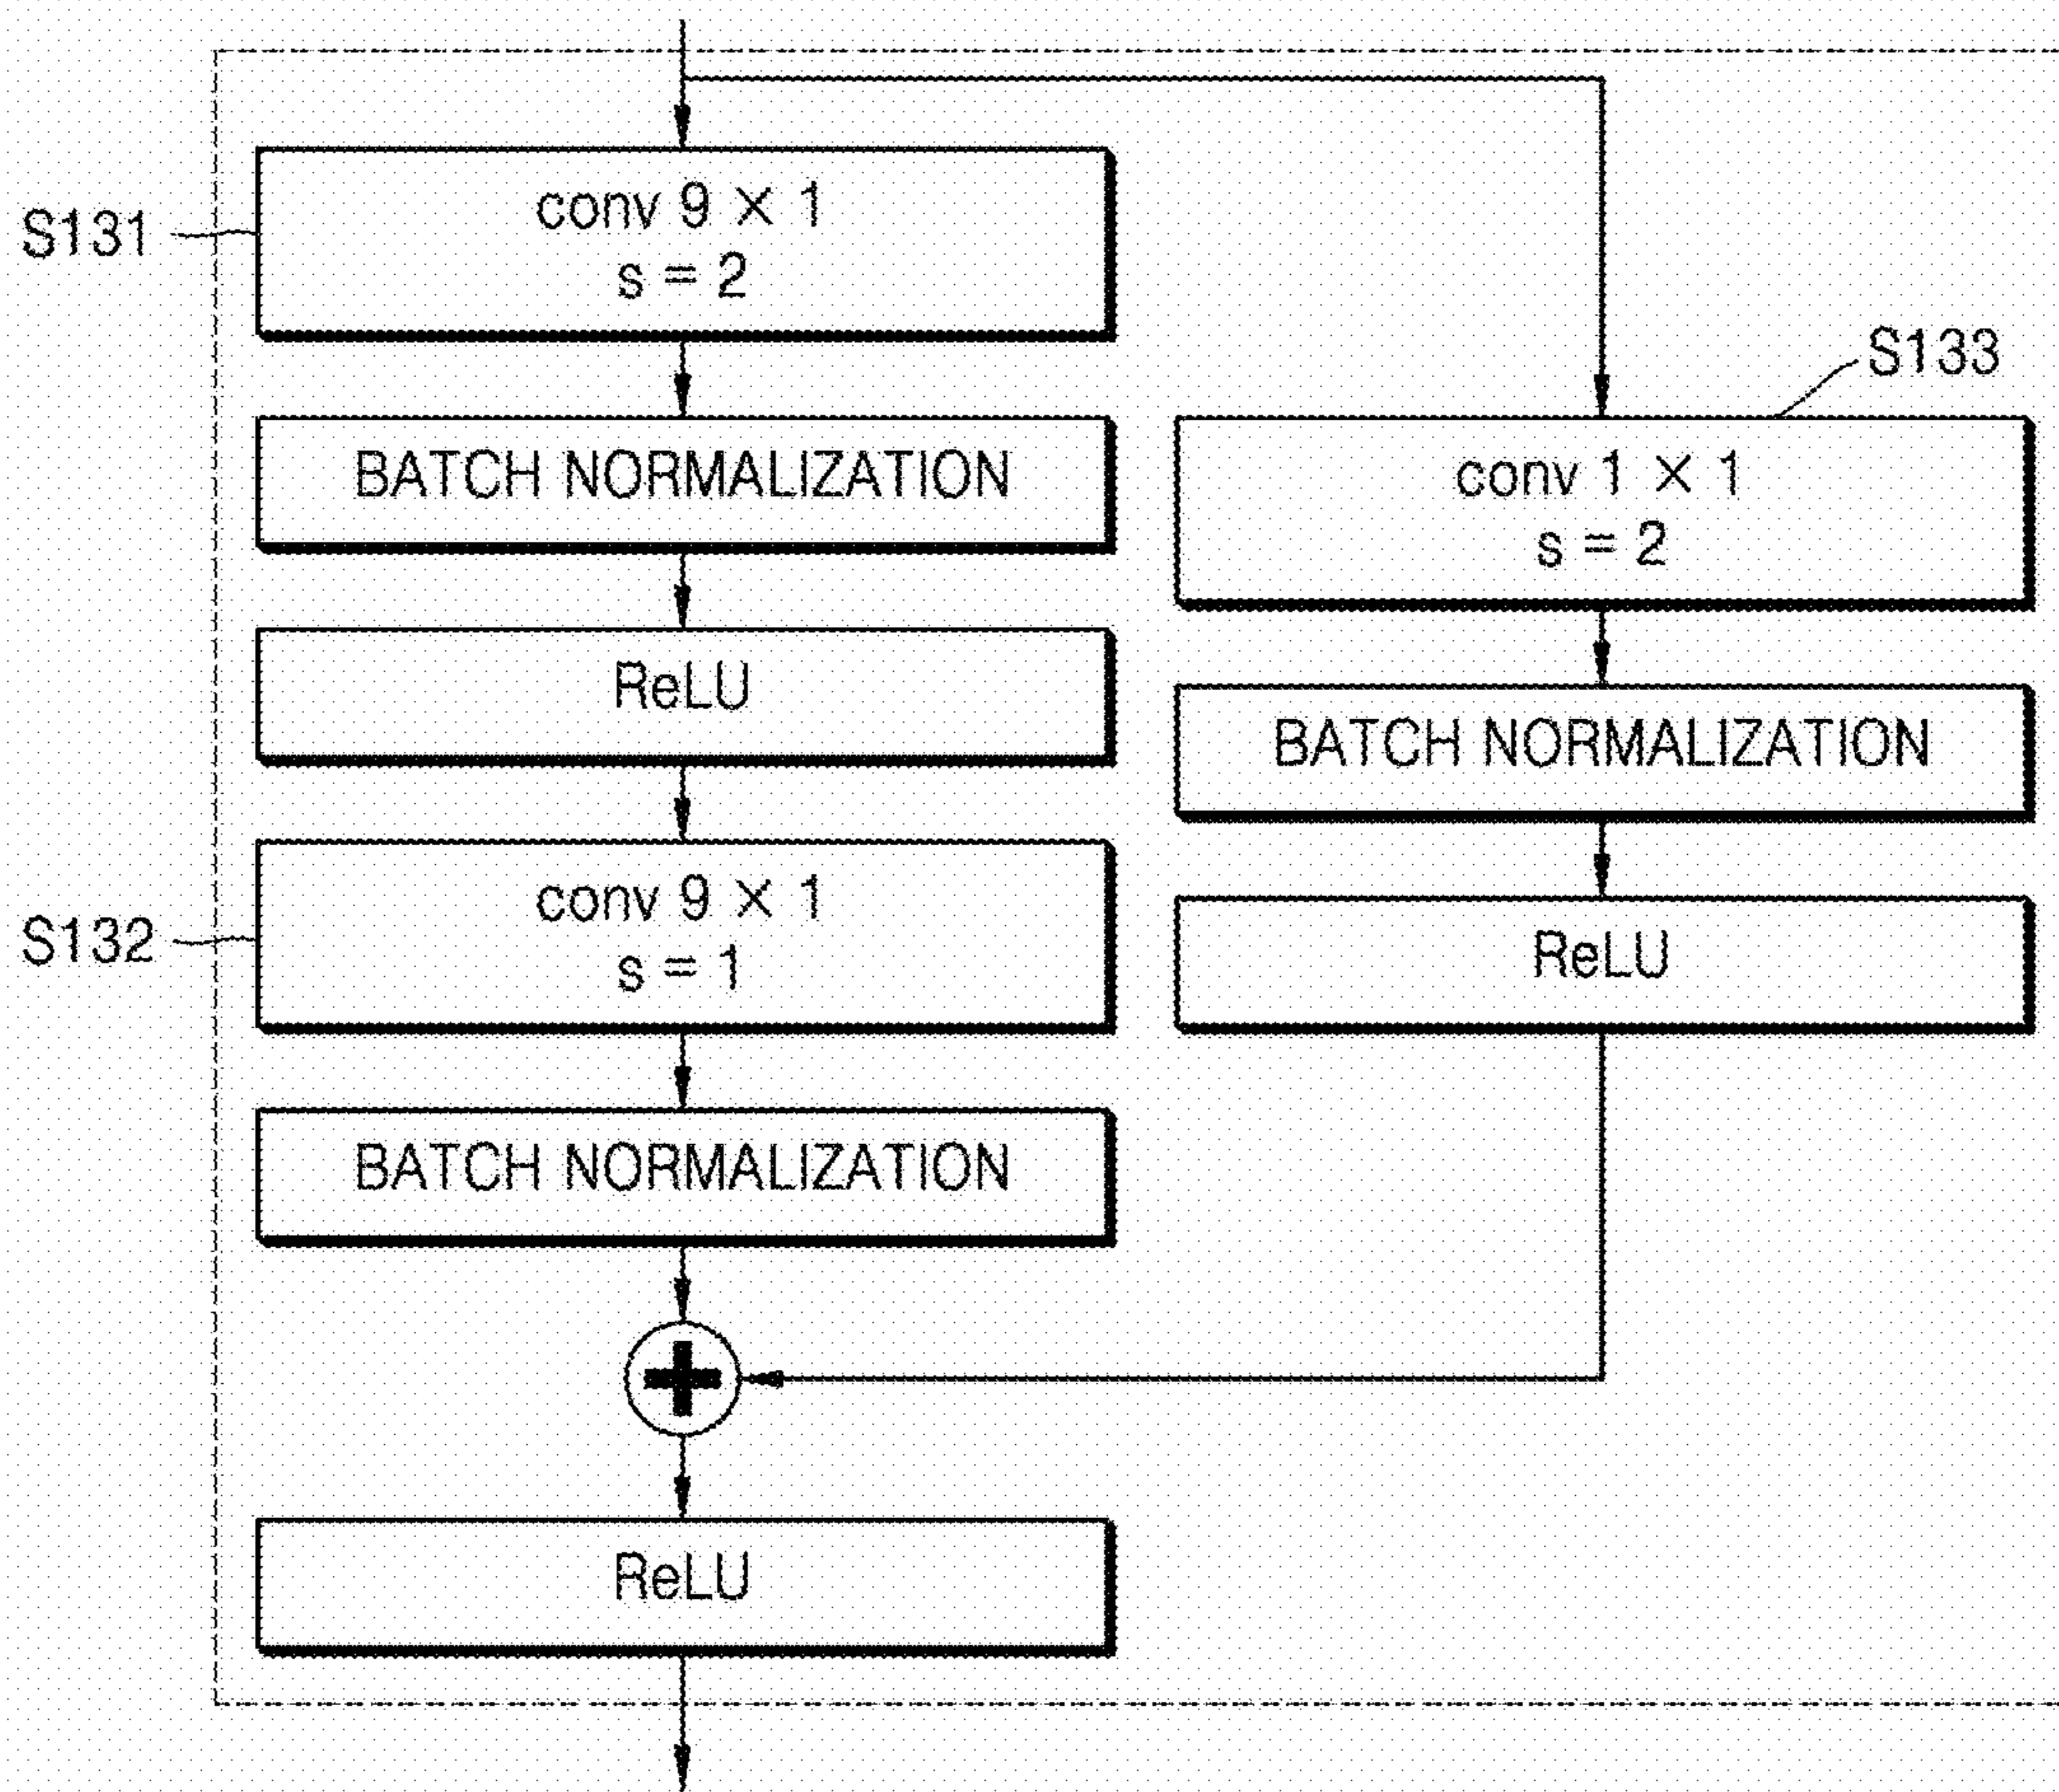 S131
conv 9 × 1
s = 2
BATCH NORMALIZATION
ReLU
S132
conv 9 × 1
s = 1
BATCH NORMALIZATION
ReLU
S133
conv 1 × 1
s = 2
BATCH NORMALIZATION
ReLU